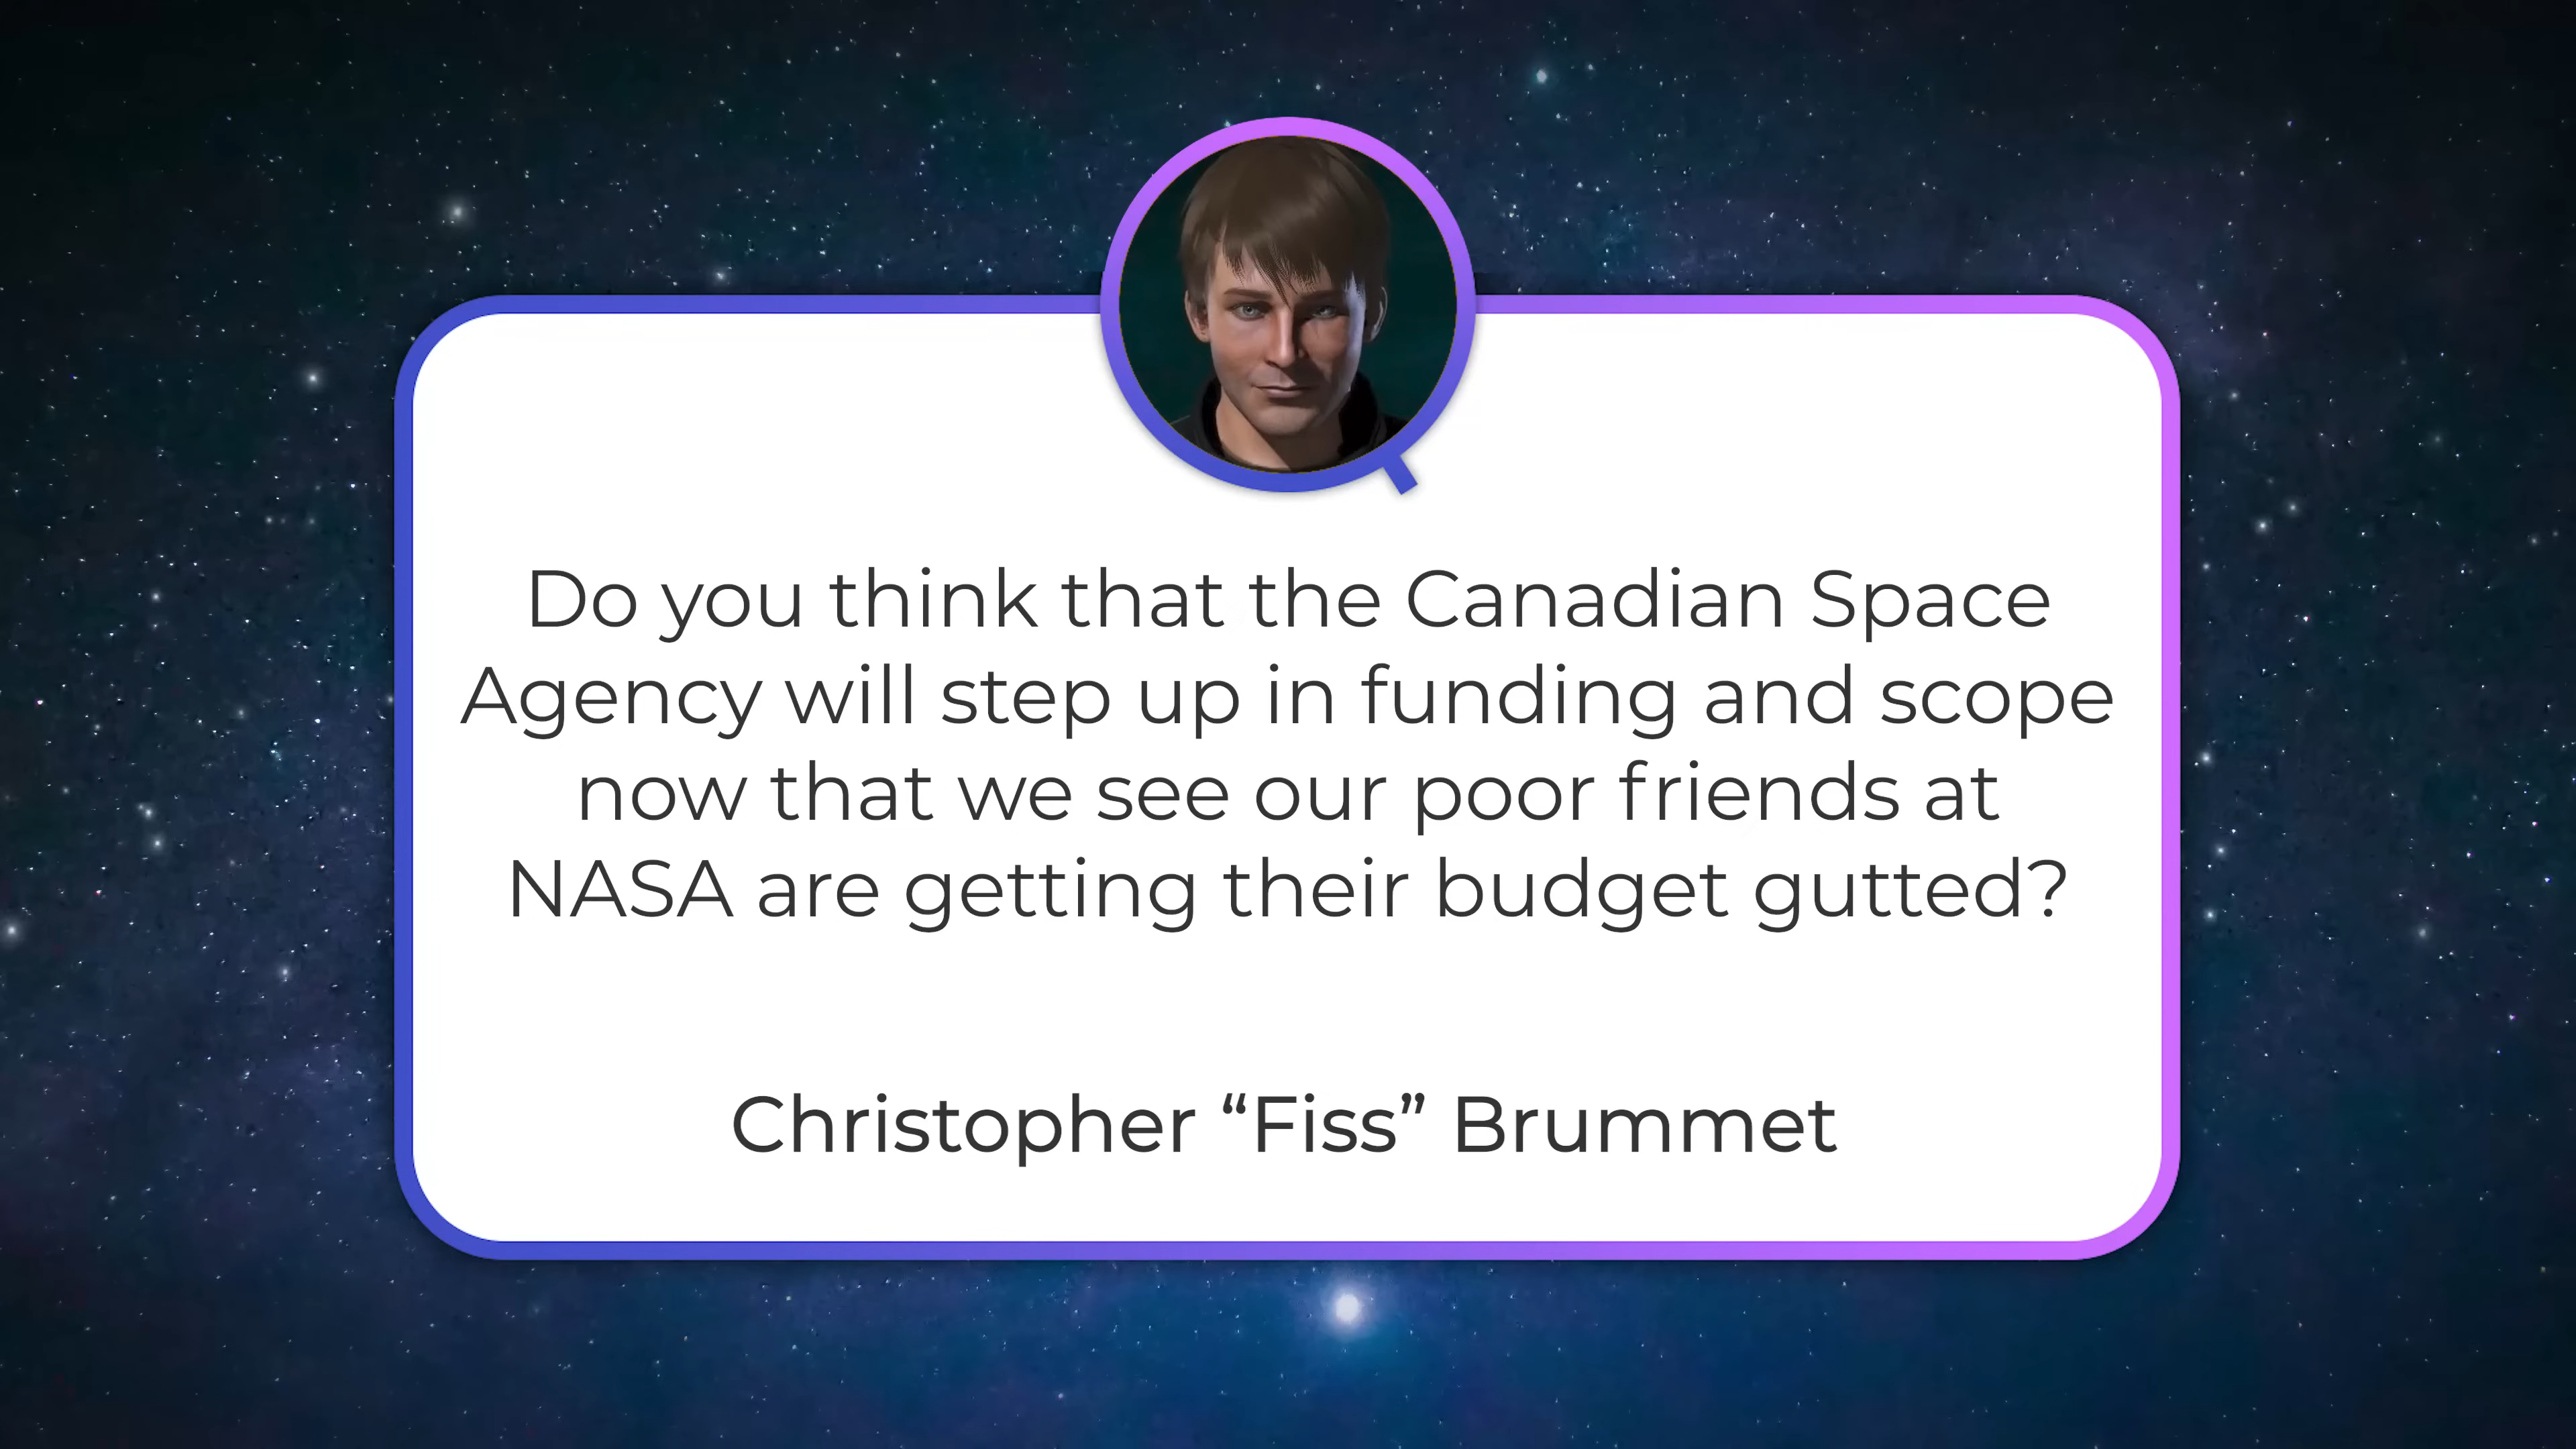 Do you think that the Canadian Space
Agency will step up in funding and scope
now that we see our poor friends at
NASA are getting their budget gutted?
Christopher “Fiss” Brummet